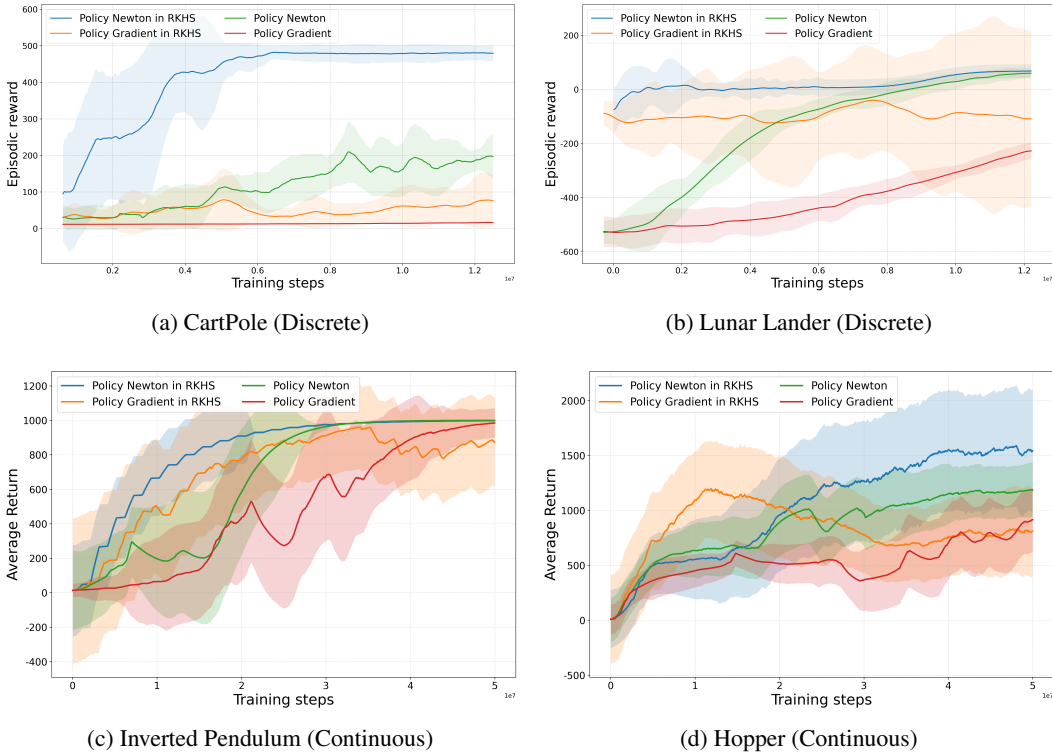 Policy Newton in RKHS
Policy Newton
Policy Gradient in RKHS
Policy Gradient
600
500
400
300
200
100
0
Episodic reward
0.2
0.4
0.6
0.8
1.0
1.2
1e7
Training steps
(a) CartPole (Discrete)
Policy Newton in RKHS
Policy Newton
Policy Gradient in RKHS
Policy Gradient
200
0
-200
-400
-600
Episodic reward
0.0
0.2
0.4
0.6
0.8
1.0
1.2
1e7
Training steps
(b) Lunar Lander (Discrete)
Policy Newton in RKHS
Policy Newton
Policy Gradient in RKHS
Policy Gradient
1200
1000
800
600
400
200
0
-200
-400
Average Return
0
1
2
3
4
5
1e7
Training steps
(c) Inverted Pendulum (Continuous)
Policy Newton in RKHS
Policy Newton
Policy Gradient in RKHS
Policy Gradient
2000
1500
1000
500
0
-500
Average Return
0
1
2
3
4
5
1e7
Training steps
(d) Hopper (Continuous)